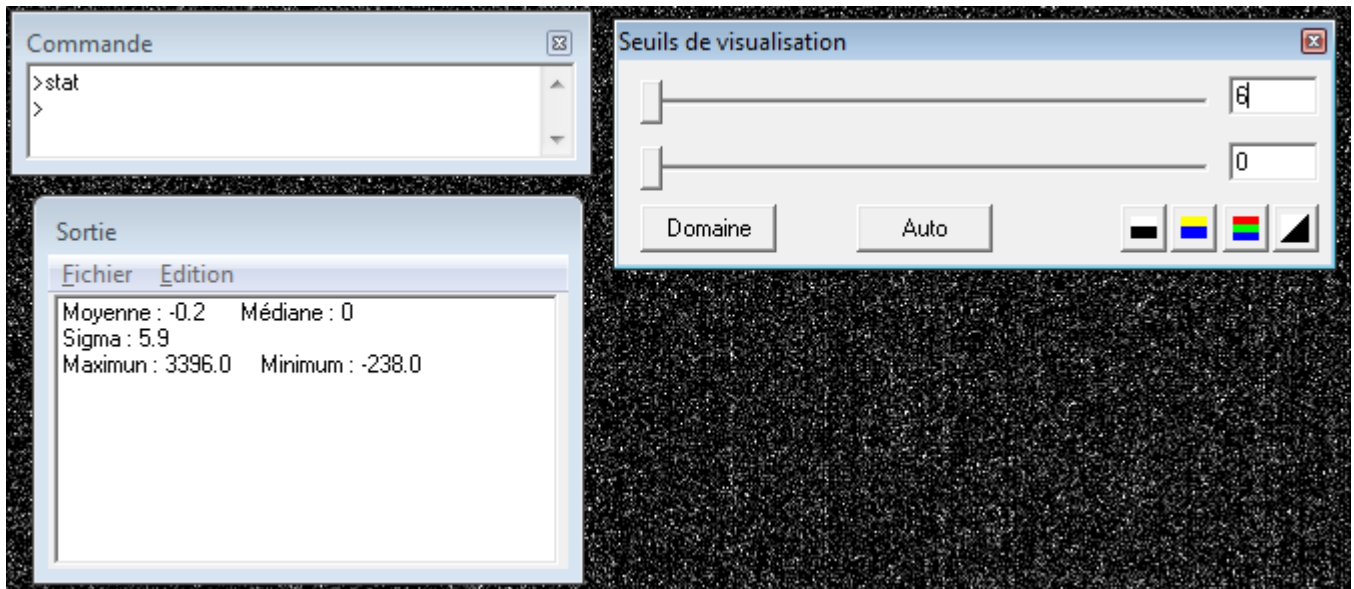 Commande
>stat
>
Seuils de visualisation
6
0
Domaine Auto
Sortie
Fichier Edition
Moyenne : -0.2 Médiane : 0
Sigma : 5.9
Maximun : 3396.0 Minimum : -238.0